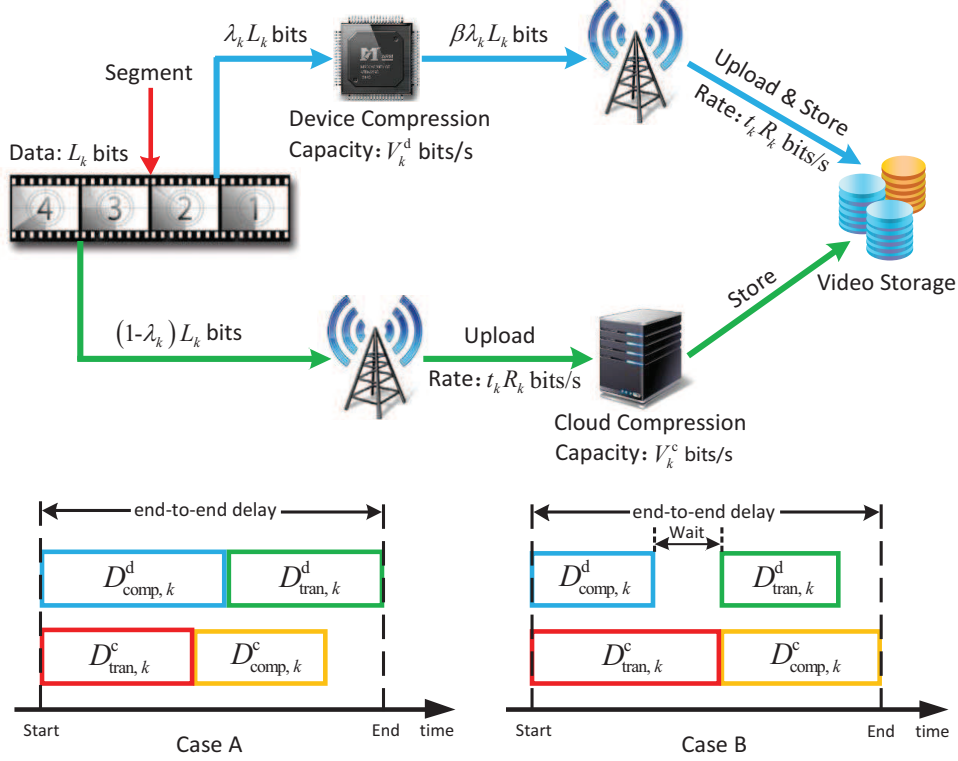 λ_k L_k bits
βλ_k L_k bits
Segment
Upload & Store
Rate: t_k R_k bits/s
Device Compression
Capacity: V_k^d bits/s
Data: L_k bits
4 3 2 1
Video Storage
Store
(1-λ_k) L_k bits
Upload
Rate: t_k R_k bits/s
Cloud Compression
Capacity: V_k^c bits/s
end-to-end delay
D^d_comp, k
D^d_tran, k
D^c_tran, k
D^c_comp, k
Start
End
time
Case A
end-to-end delay
Wait
D^d_comp, k
D^d_tran, k
D^c_tran, k
D^c_comp, k
Start
End
time
Case B